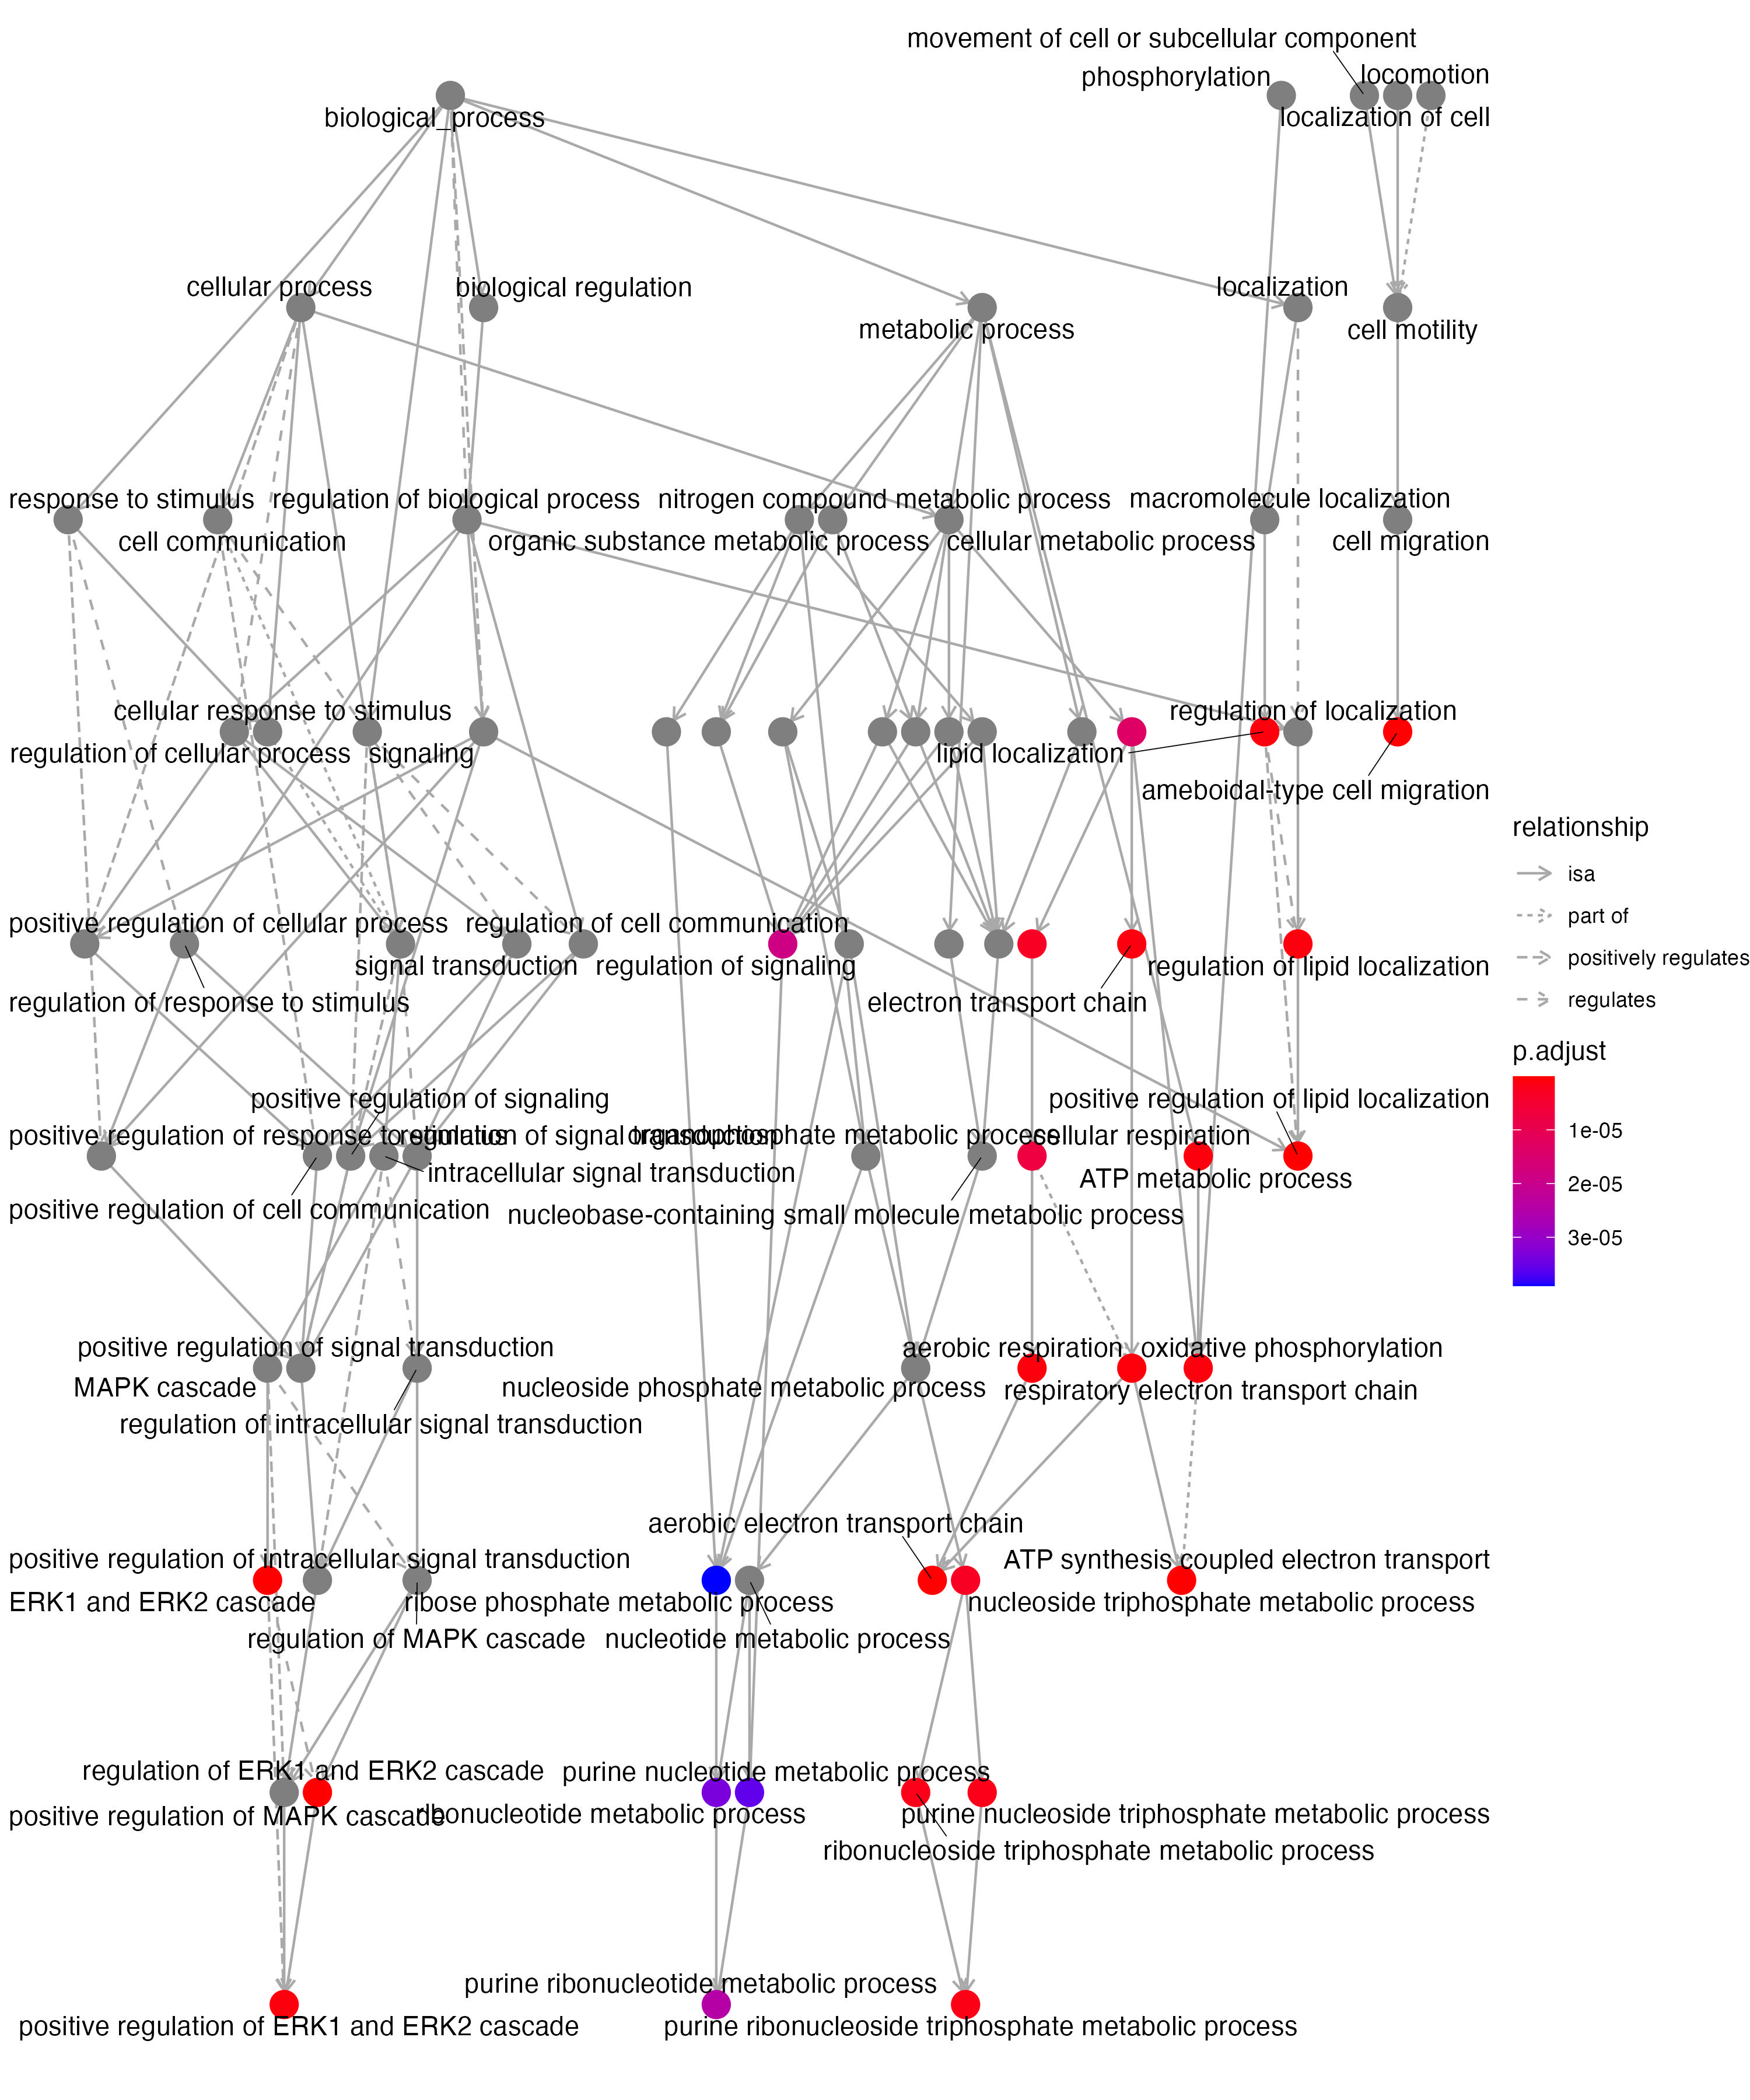 movement of cell or subcellular component
phosphorylation
locomotion
biological_process
localization of cell
cellular process
biological regulation
localization
metabolic process
cell motility
response to stimulus
regulation of biological process
nitrogen compound metabolic process
macromolecule localization
cell communication
organic substance metabolic process
cellular metabolic process
cell migration
cellular response to stimulus
regulation of localization
regulation of cellular process
signaling
lipid localization
ameboidal-type cell migration
relationship
isa
part of
positively regulates
regulates
positive regulation of cellular process
regulation of cell communication
signal transduction
regulation of signaling
regulation of lipid localization
regulation of response to stimulus
electron transport chain
p.adjust
1e-05
2e-05
3e-05
positive regulation of signaling
positive regulation of lipid localization
positive regulation of response to stimulus
regulation of signal transduction
organophosphate metabolic process
cellular respiration
intracellular signal transduction
ATP metabolic process
positive regulation of cell communication
nucleobase-containing small molecule metabolic process
positive regulation of signal transduction
aerobic respiration
oxidative phosphorylation
MAPK cascade
nucleoside phosphate metabolic process
respiratory electron transport chain
regulation of intracellular signal transduction
aerobic electron transport chain
positive regulation of intracellular signal transduction
ATP synthesis coupled electron transport
ERK1 and ERK2 cascade
ribose phosphate metabolic process
nucleoside triphosphate metabolic process
regulation of MAPK cascade
nucleotide metabolic process
regulation of ERK1 and ERK2 cascade
purine nucleotide metabolic process
positive regulation of MAPK cascade
ribonucleotide metabolic process
purine nucleoside triphosphate metabolic process
ribonucleoside triphosphate metabolic process
purine ribonucleotide metabolic process
positive regulation of ERK1 and ERK2 cascade
purine ribonucleoside triphosphate metabolic process